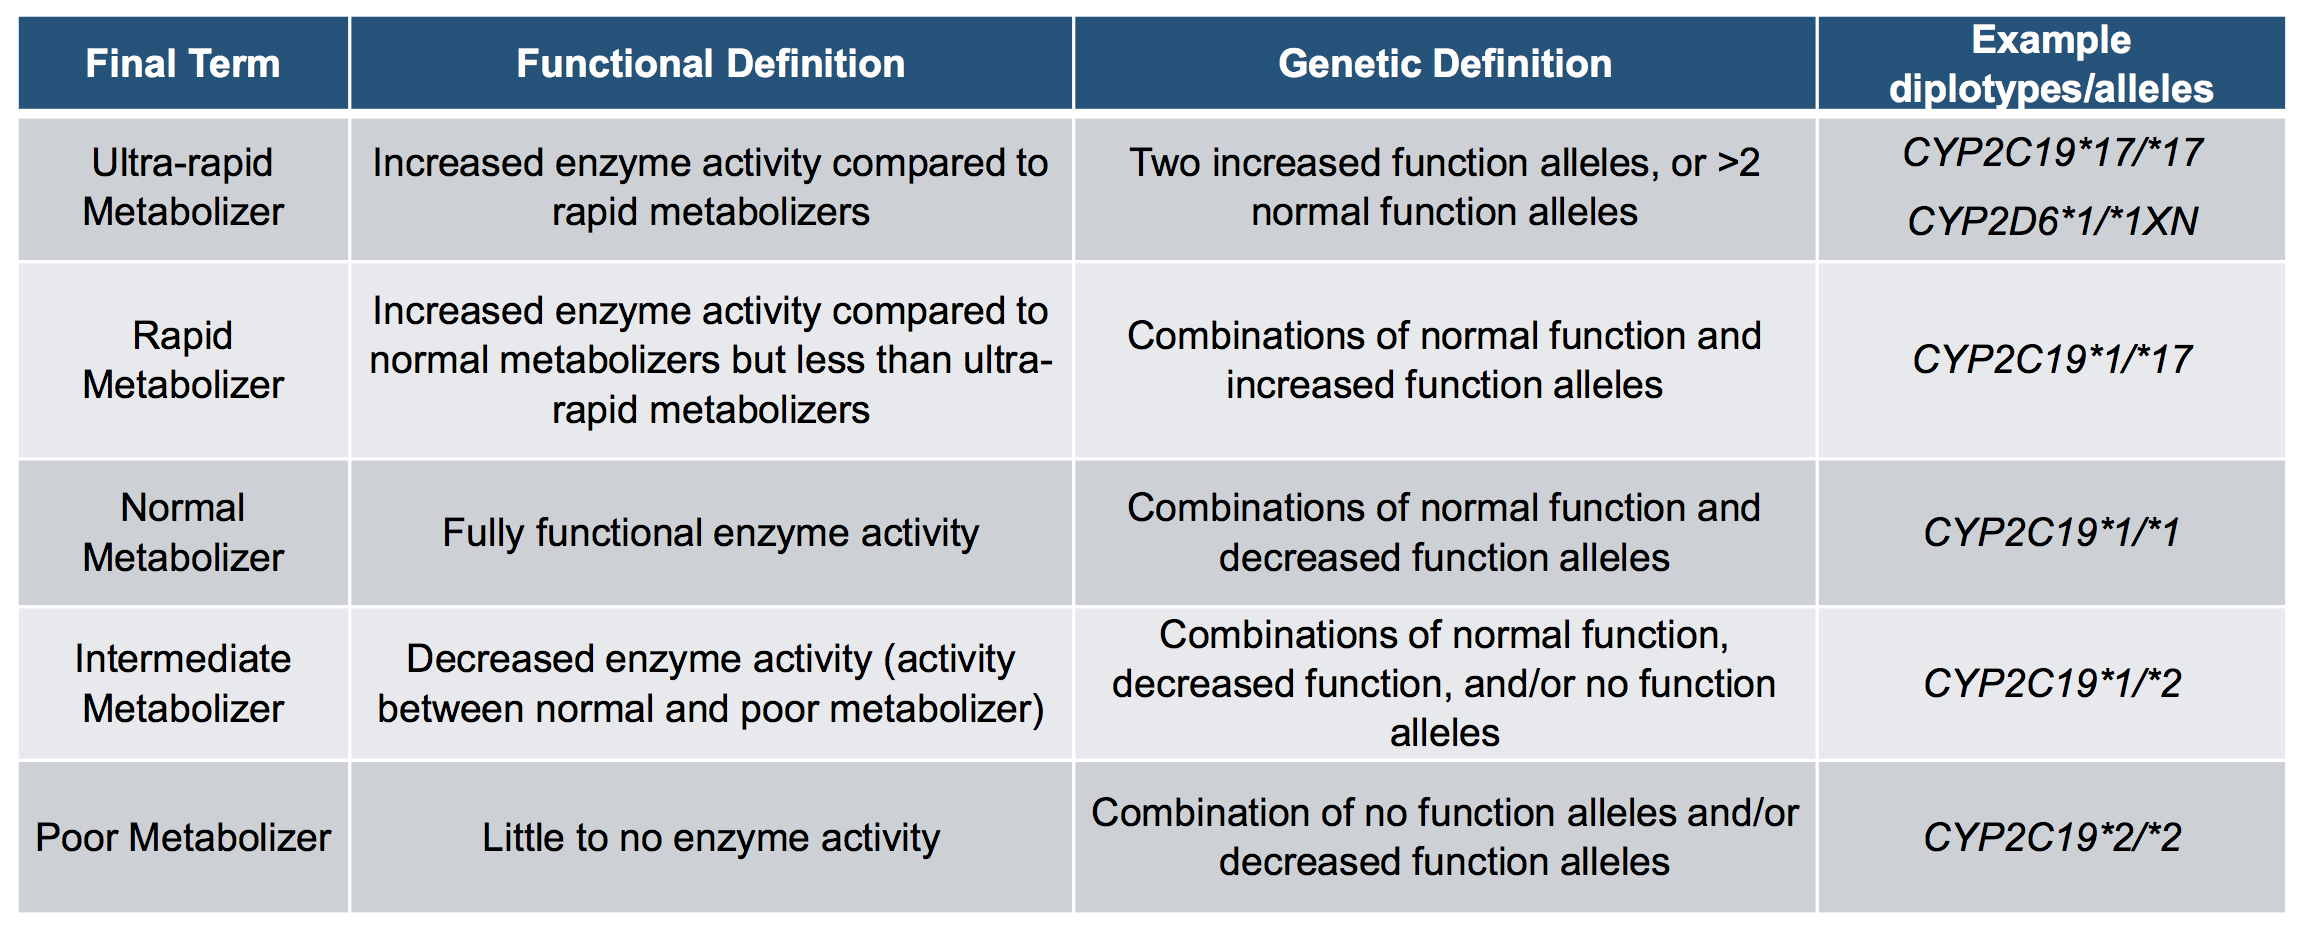 Final Term
Functional Definition
Genetic Definition
Example
diplotypes/alleles
Ultra-rapid
Metabolizer
Increased enzyme activity compared to
rapid metabolizers
Two increased function alleles, or >2
normal function alleles
CYP2C19*17/*17
CYP2D6*1/*1XN
Rapid
Metabolizer
Increased enzyme activity compared to
normal metabolizers but less than ultra-
rapid metabolizers
Combinations of normal function and
increased function alleles
CYP2C19*1/*17
Normal
Metabolizer
Fully functional enzyme activity
Combinations of normal function and
decreased function alleles
CYP2C19*1/*1
Intermediate
Metabolizer
Decreased enzyme activity (activity
between normal and poor metabolizer)
Combinations of normal function,
decreased function, and/or no function
alleles
CYP2C19*1/*2
Poor Metabolizer
Little to no enzyme activity
Combination of no function alleles and/or
decreased function alleles
CYP2C19*2/*2